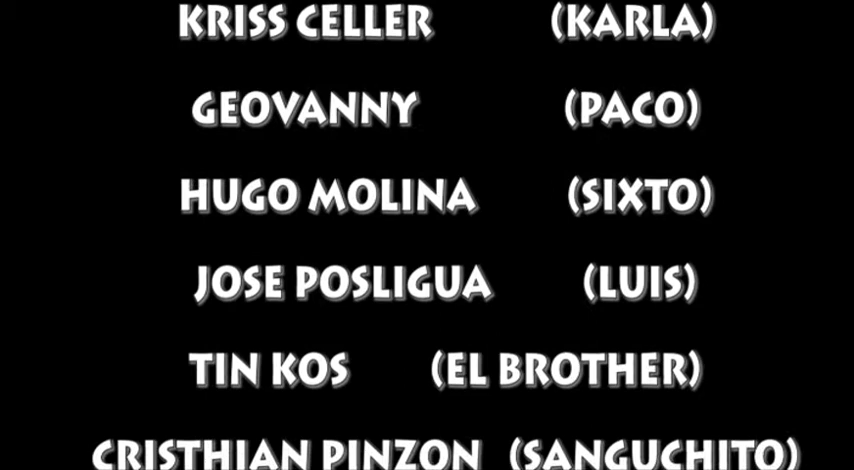 KRISS CELLER (KARLA)
GEOVANNY (PACO)
HUGO MOLINA (SIXTO)
JOSE POSLIGUA (LUIS)
TIN KOS (EL BROTHER)
CRISTHIAN PINZON (SANGUCHITO)